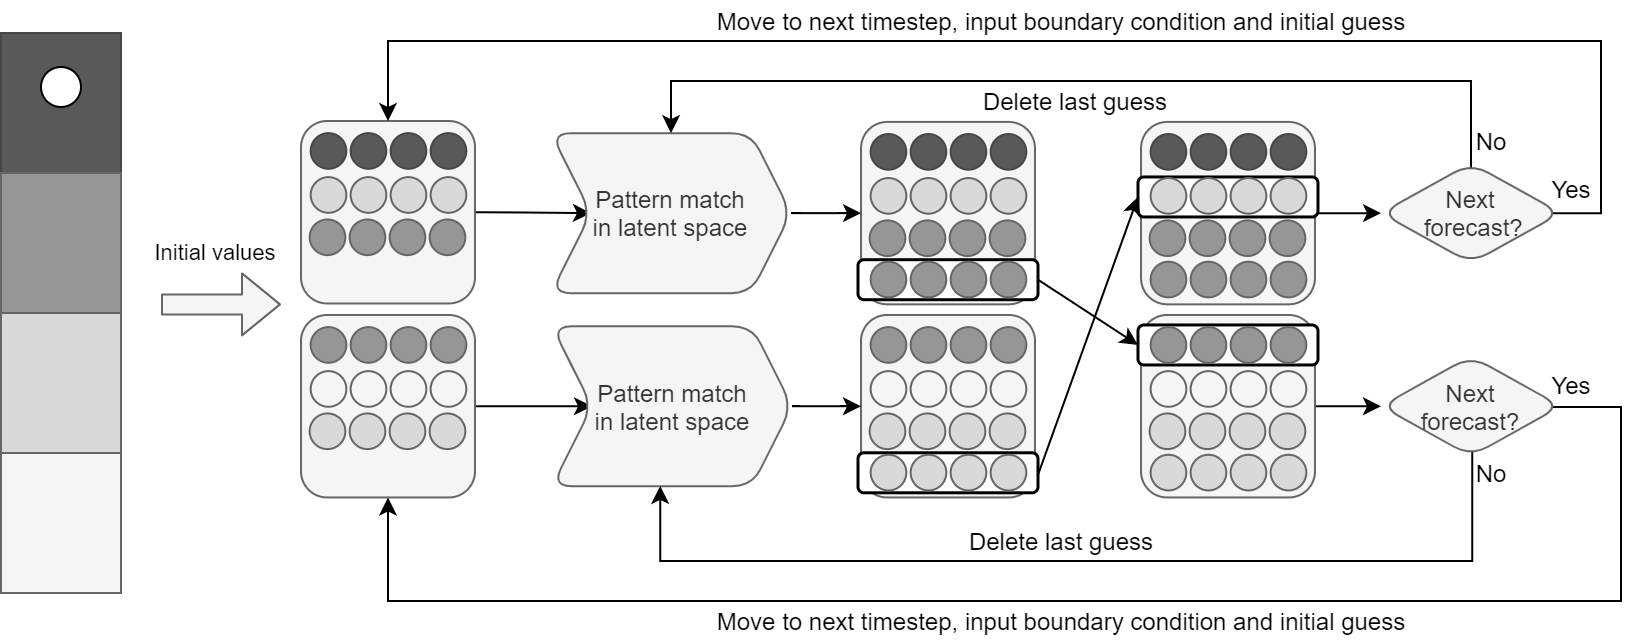 Move to next timestep, input boundary condition and initial guess
Delete last guess
No
Yes
Initial values
Pattern match
in latent space
Next
forecast?
Pattern match
in latent space
Next
forecast?
Yes
No
Delete last guess
Move to next timestep, input boundary condition and initial guess